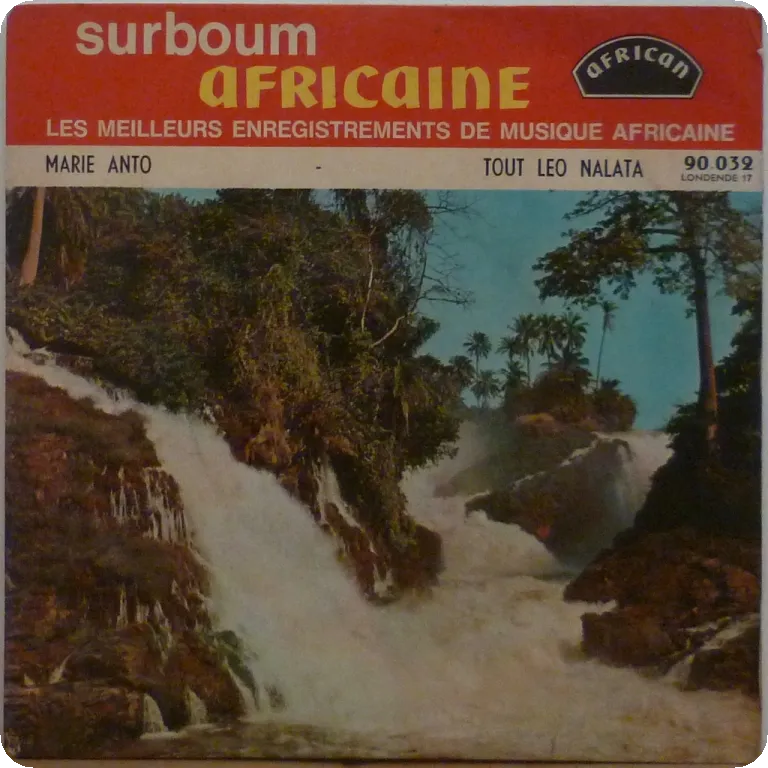 surboum
AFRICAINE
AFRICAN
LES MEILLEURS ENREGISTREMENTS DE MUSIQUE AFRICAINE
MARIE ANTO - TOUT LEO NALATA 90.032
LONDENDE 17